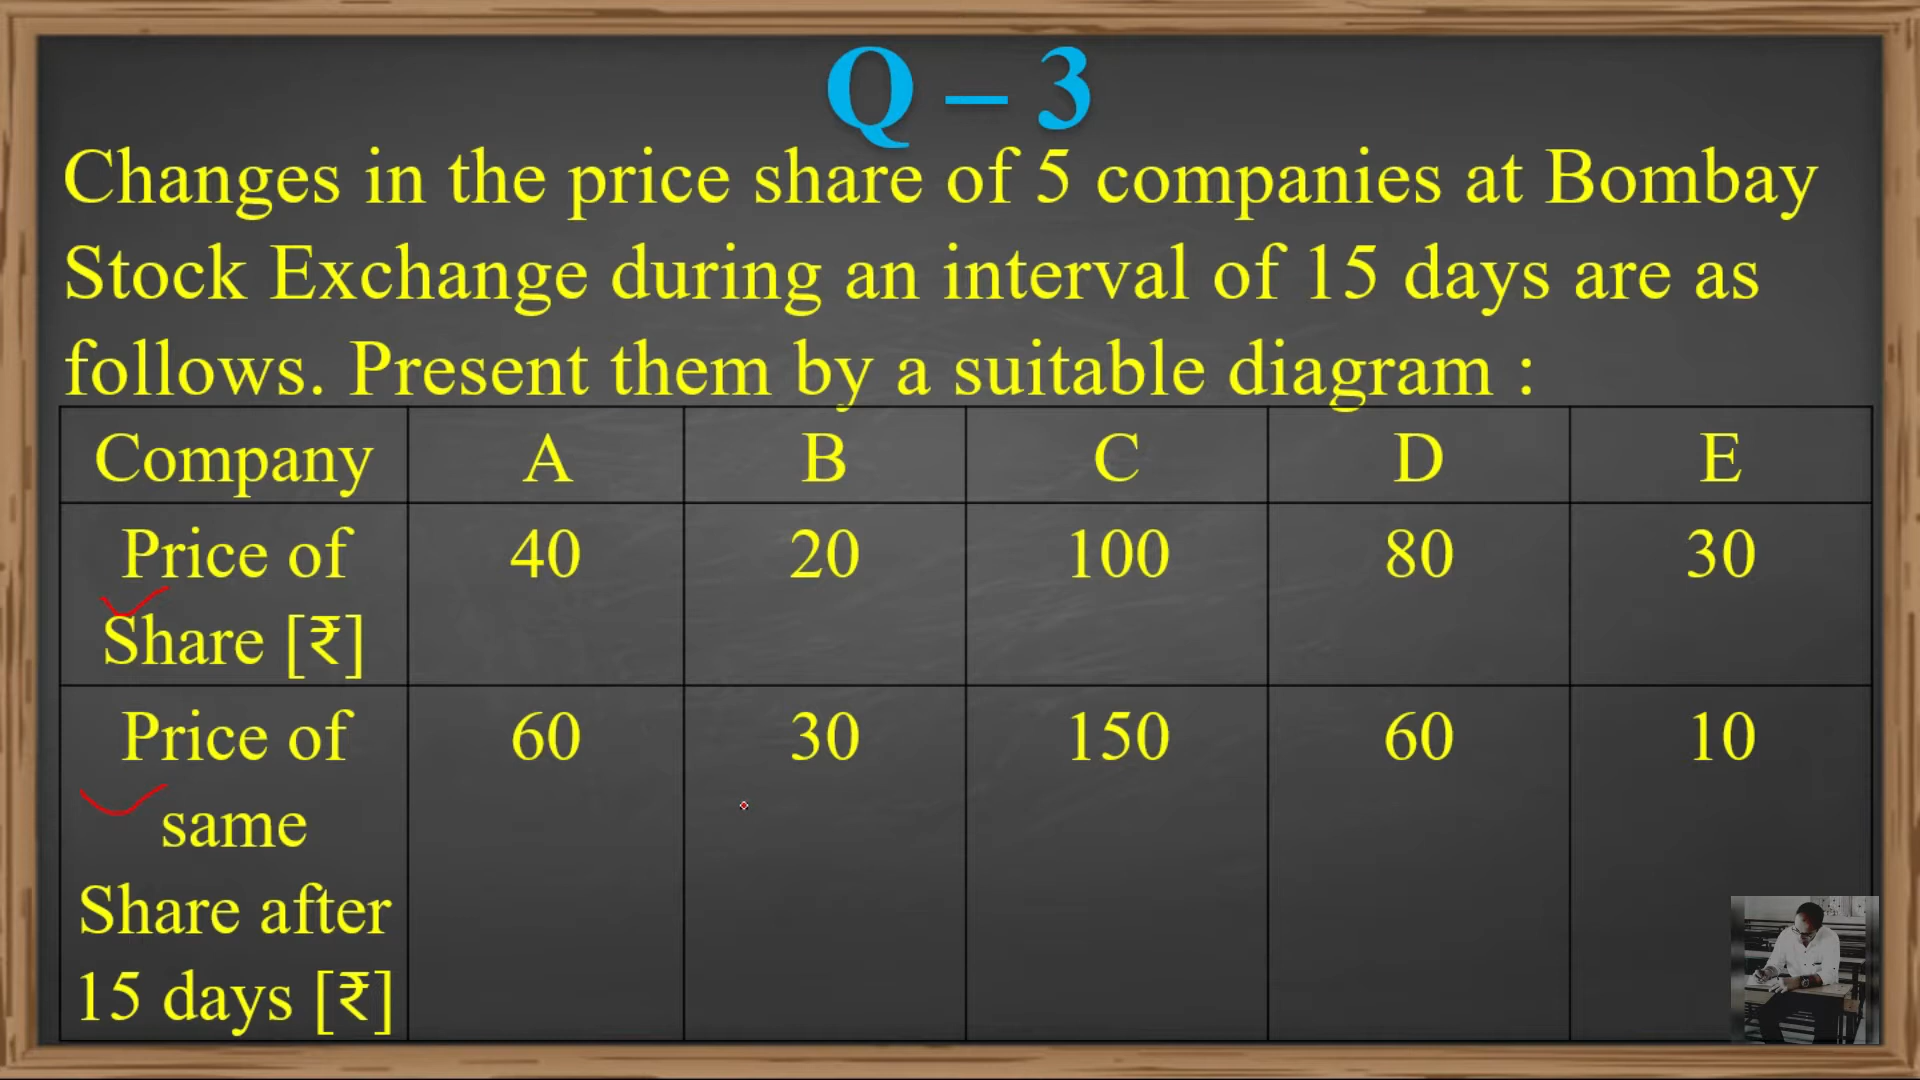 Q – 3
Changes in the price share of 5 companies at Bombay
Stock Exchange during an interval of 15 days are as
follows. Present them by a suitable diagram :
Company A B C D E
Price of 40 20 100 80 30
Share [₹]
Price of 60 30 150 60 10
same
Share after
15 days [₹]